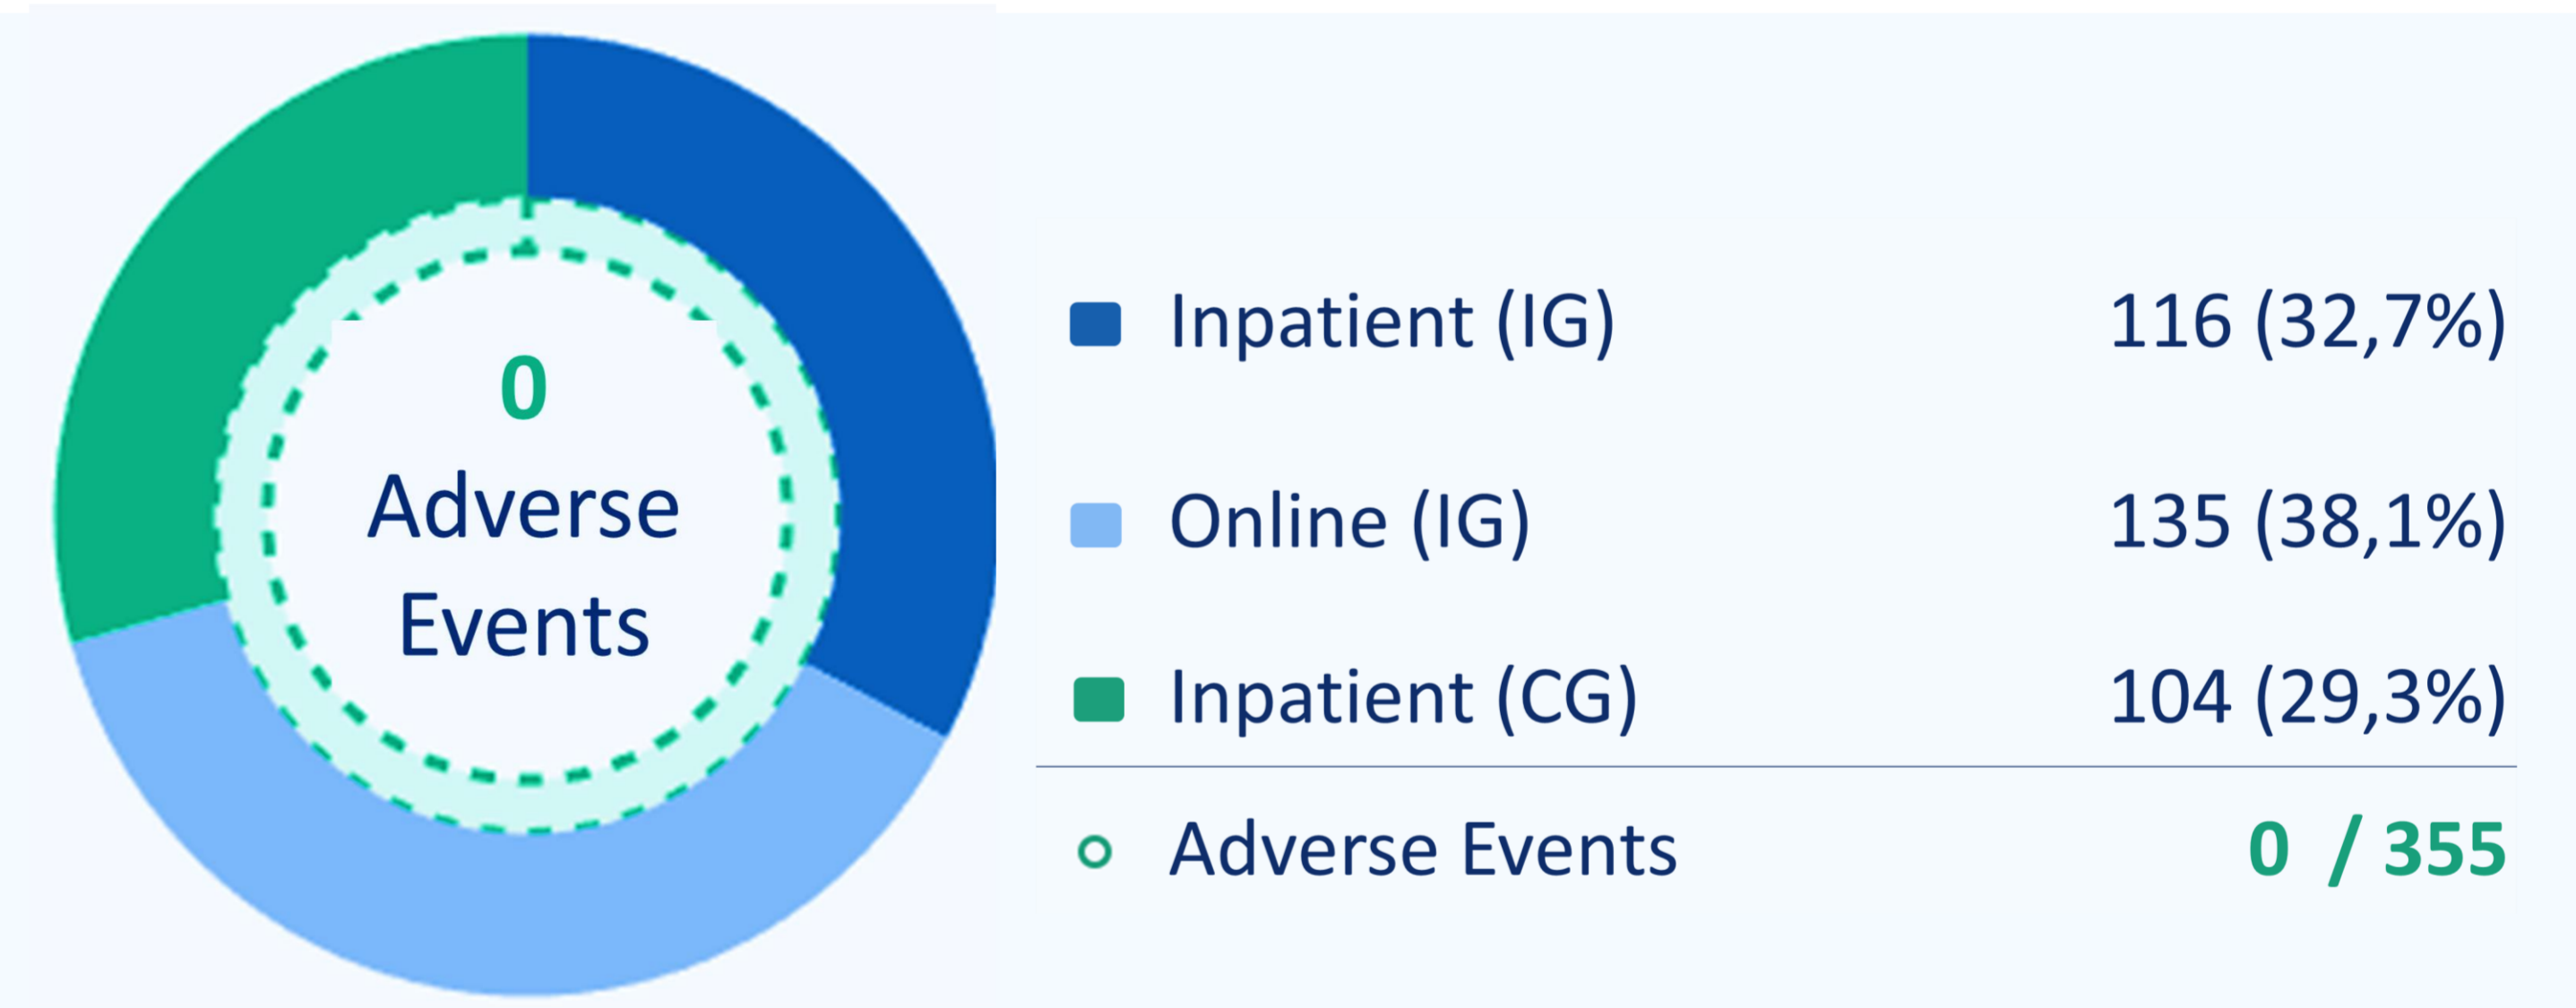 0
Adverse
Events
Inpatient (IG) 116 (32,7%)
Online (IG) 135 (38,1%)
Inpatient (CG) 104 (29,3%)
Adverse Events 0 / 355